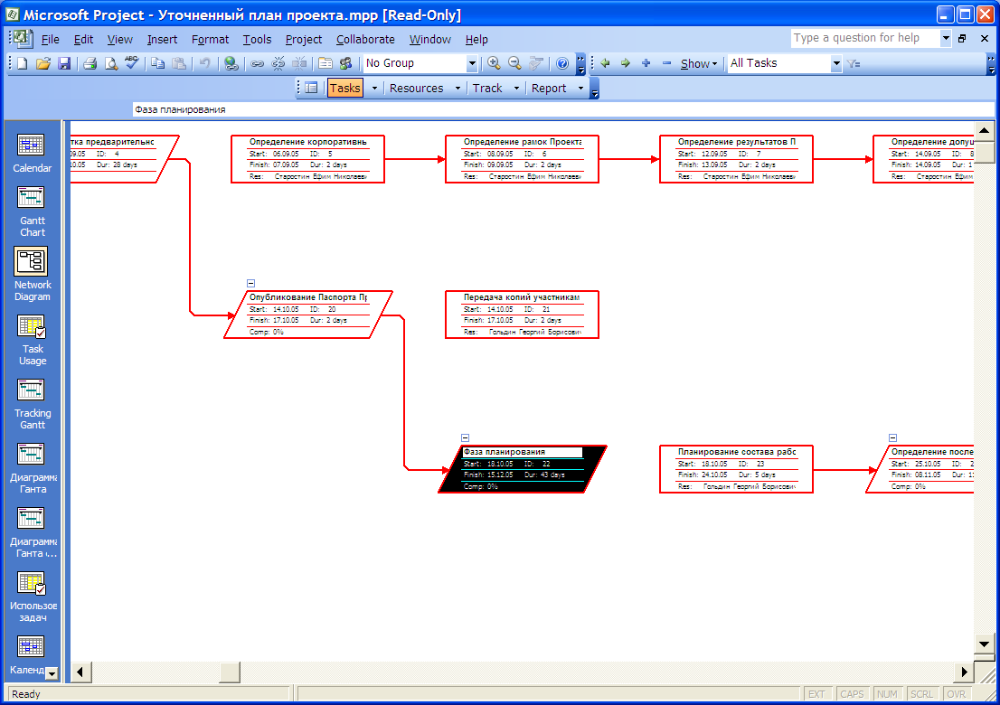 Microsoft Project - Уточненный план проекта.mpp [Read-Only]
File Edit View Insert Format Tools Project Collaborate Window Help Type a question for help
No Group Show All Tasks
Tasks Resources Track Report
Фаза планирования
Calendar
Gantt
Chart
Network
Diagram
Task
Usage
Tracking
Gantt
Диаграмма
Ганта
Диаграмма
Ганта с...
Использов
задач
Календ
тка предварительнс
09.05 ID: 4
10.05 Dur: 28 days
Определение корпоративнь
Start: 06.09.05 ID: 5
Finish: 07.09.05 Dur: 2 days
Res: Старостин Ефим Николаеви
Определение рамок Проекта
Start: 08.09.05 ID: 6
Finish: 09.09.05 Dur: 2 days
Res: Старостин Ефим Николаеви
Определение результатов П
Start: 12.09.05 ID: 7
Finish: 13.09.05 Dur: 2 days
Res: Старостин Ефим Николаеви
Определение допуц
Start: 14.09.05 ID: 8
Finish: 14.09.05 Dur: 1
Res: Старостин Ефим
Опубликование Паспорта Пр
Start: 14.10.05 ID: 20
Finish: 17.10.05 Dur: 2 days
Comp: 0%
Передача копий участникам
Start: 14.10.05 ID: 21
Finish: 17.10.05 Dur: 2 days
Res: Гольдин Георгий Борисович
Фаза планирования
Start: 18.10.05 ID: 22
Finish: 15.12.05 Dur: 43 days
Comp: 0%
Планирование состава рабс
Start: 18.10.05 ID: 23
Finish: 24.10.05 Dur: 5 days
Res: Гольдин Георгий Борисович
Определение после
Start: 25.10.05 ID: 2
Finish: 08.11.05 Dur: 11
Comp: 0%
Ready EXT CAPS NUM SCRL OVR